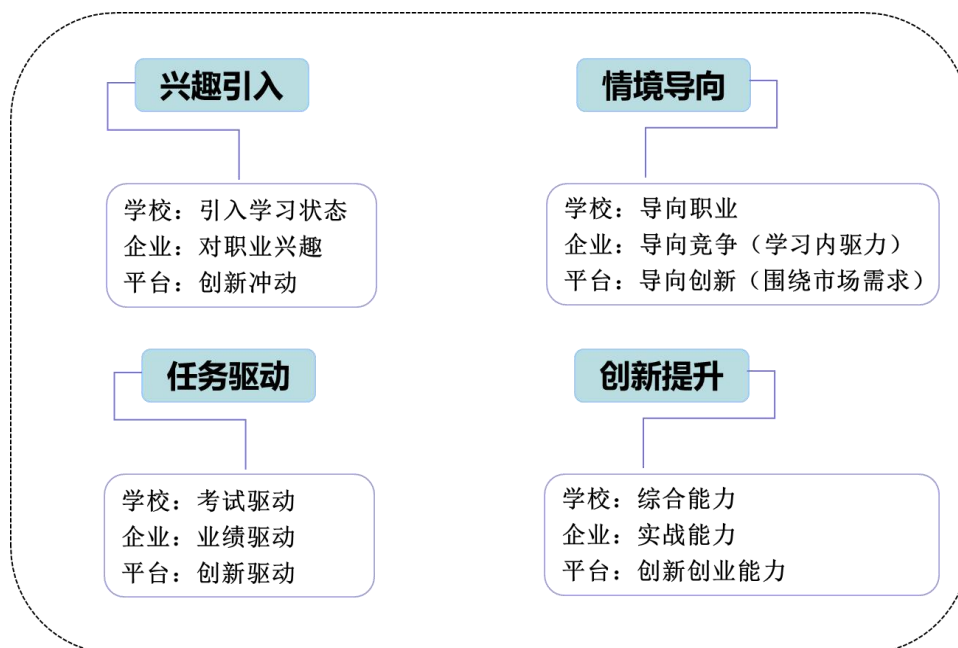 兴趣引入
学校：引入学习状态
企业：对职业兴趣
平台：创新冲动
情境导向
学校：导向职业
企业：导向竞争（学习内驱力）
平台：导向创新（围绕市场需求）
任务驱动
学校：考试驱动
企业：业绩驱动
平台：创新驱动
创新提升
学校：综合能力
企业：实战能力
平台：创新创业能力